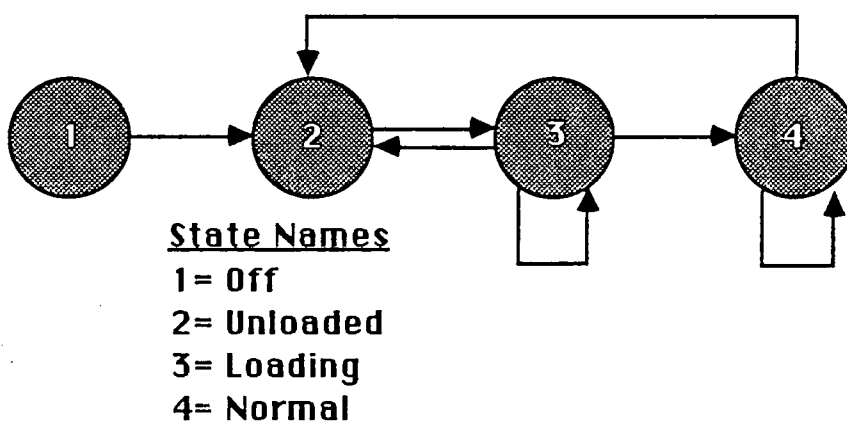 1 2 3 4
State Names
1= Off
2= Unloaded
3= Loading
4= Normal